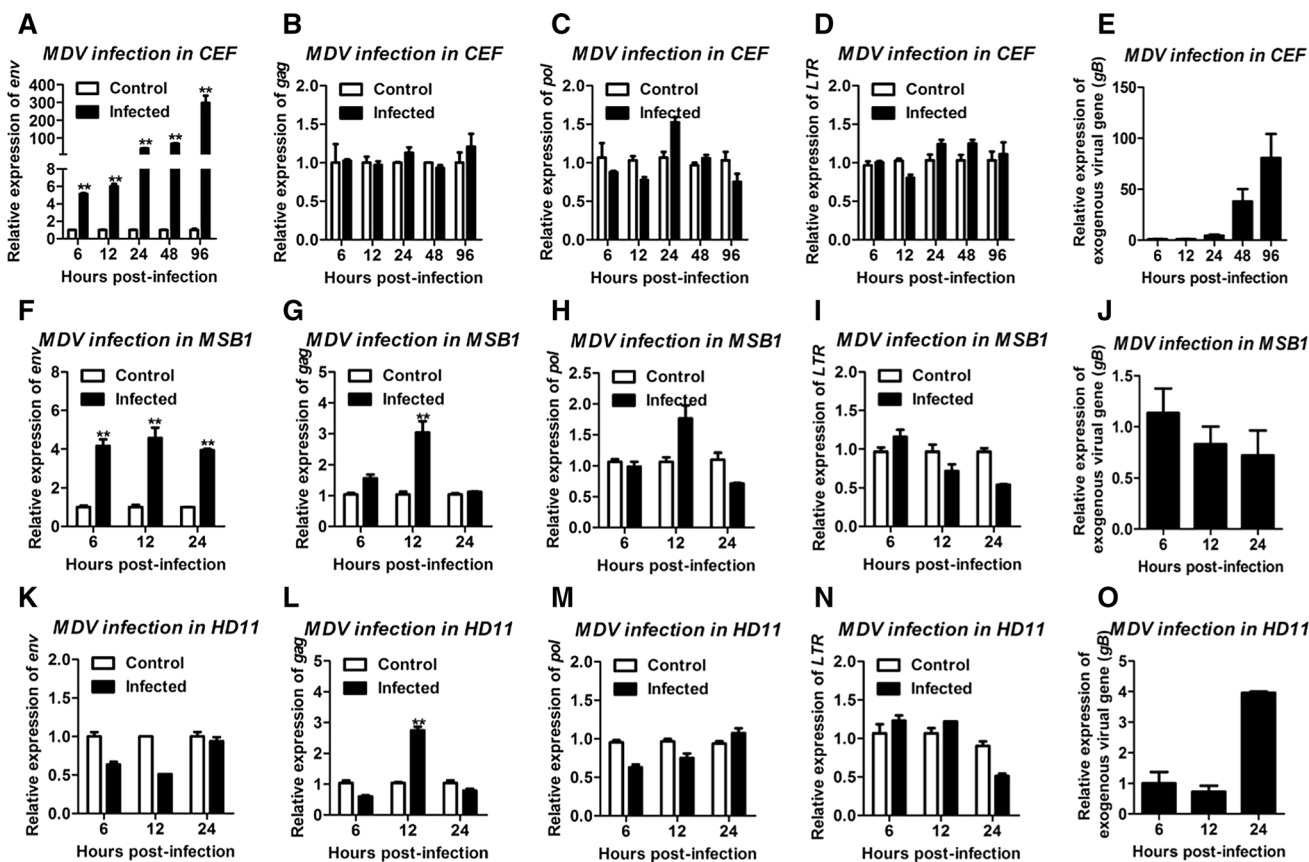 A
MDV infection in CEF
Relative expression of env
Control
Infected
400
300
200
100
8
6
4
2
0
**
**
**
**
**
6 12 24 48 96
Hours post-infection
B
MDV infection in CEF
Relative expression of gag
Control
Infected
2.0
1.5
1.0
0.5
0.0
6 12 24 48 96
Hours post-infection
C
MDV infection in CEF
Relative expression of pol
Control
Infected
2.0
1.5
1.0
0.5
0.0
6 12 24 48 96
Hours post-infection
D
MDV infection in CEF
Relative expression of LTR
Control
Infected
2.0
1.5
1.0
0.5
0.0
6 12 24 48 96
Hours post-infection
E
MDV infection in CEF
Relative expression of
exogenous virual gene (gB)
150
100
50
0
6 12 24 48 96
Hours post-infection
F
MDV infection in MSB1
Relative expression of env
Control
Infected
8
6
4
2
0
**
**
**
6 12 24
Hours post-infection
G
MDV infection in MSB1
Relative expression of gag
Control
Infected
5
4
3
2
1
0
**
6 12 24
Hours post-infection
H
MDV infection in MSB1
Relative expression of pol
Control
Infected
2.5
2.0
1.5
1.0
0.5
0.0
6 12 24
Hours post-infection
I
MDV infection in MSB1
Relative expression of LTR
Control
Infected
2.0
1.5
1.0
0.5
0.0
6 12 24
Hours post-infection
J
MDV infection in MSB1
Relative expression of
exogenous virual gene (gB)
1.5
1.0
0.5
0.0
6 12 24
Hours post-infection
K
MDV infection in HD11
Relative expression of env
Control
Infected
2.0
1.5
1.0
0.5
0.0
6 12 24
Hours post-infection
L
MDV infection in HD11
Relative expression of gag
Control
Infected
5
4
3
2
1
0
**
6 12 24
Hours post-infection
M
MDV infection in HD11
Relative expression of pol
Control
Infected
2.0
1.5
1.0
0.5
0.0
6 12 24
Hours post-infection
N
MDV infection in HD11
Relative expression of LTR
Control
Infected
2.0
1.5
1.0
0.5
0.0
6 12 24
Hours post-infection
O
MDV infection in HD11
Relative expression of
exogenous virual gene (gB)
5
4
3
2
1
0
6 12 24
Hours post-infection